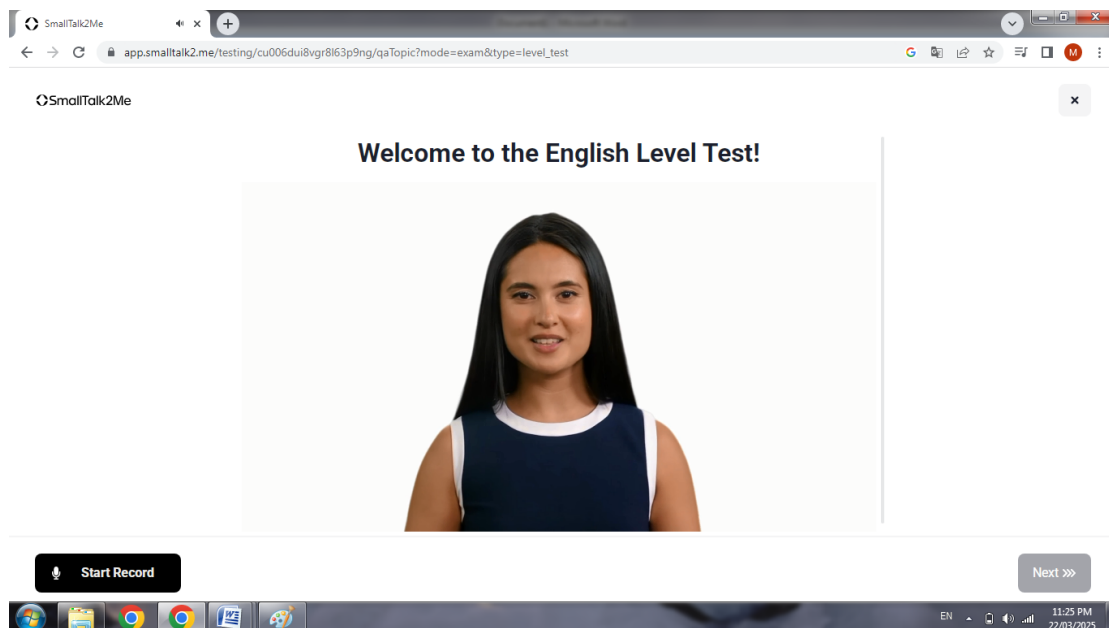 SmallTalk2Me
app.smalltalk2.me/testing/cu006dui8vgr8l63p9ng/qaTopic?mode=exam&type=level_test
M
SmallTalk2Me
Welcome to the English Level Test!
Start Record
Next
EN
11:25 PM
22/03/2025